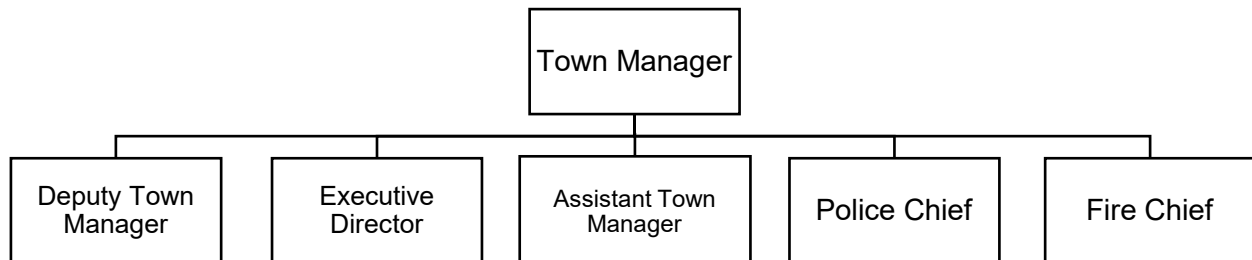 Town Manager
Deputy Town
Manager
Executive
Director
Assistant Town
Manager
Police Chief
Fire Chief